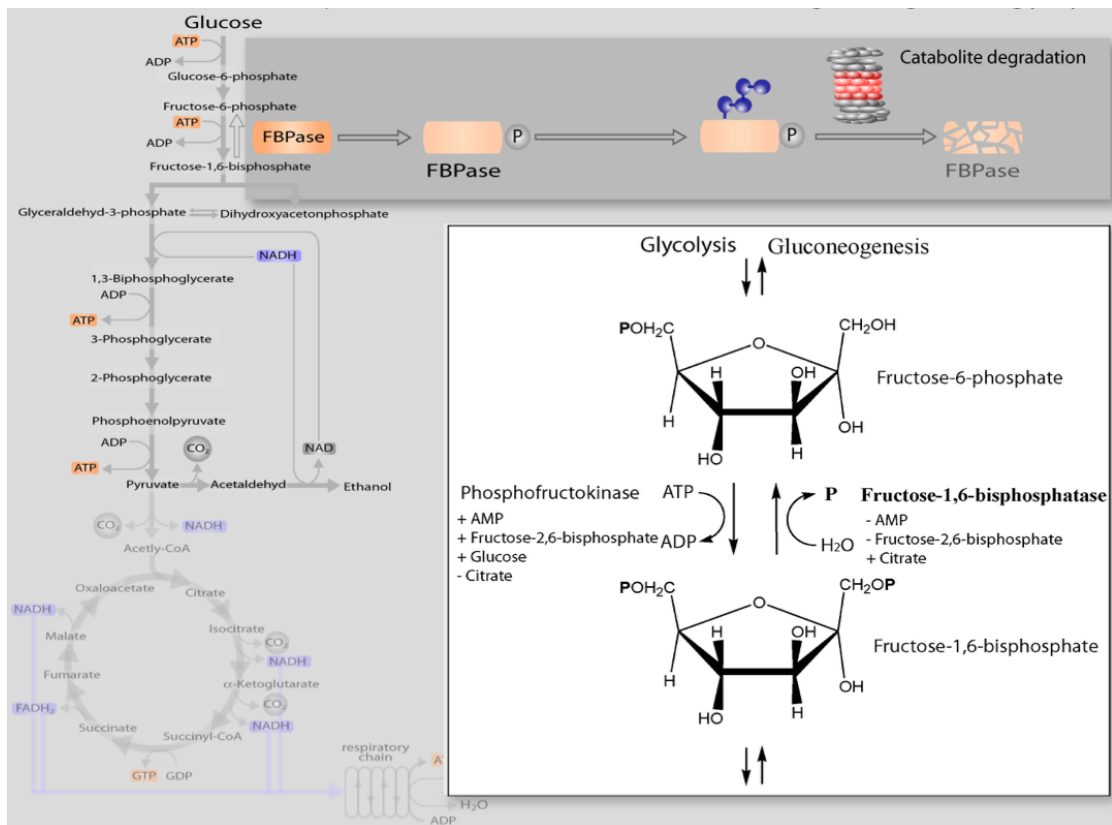 Glucose
ATP
ADP
Glucose-6-phosphate
Fructose-6-phosphate
ATP
ADP
Fructose-1,6-bisphosphate
FBPase
P
FBPase
P
Catabolite degradation
FBPase
Glyceraldehyd-3-phosphate
Dihydroxyacetonphosphate
NADH
1,3-Biphosphoglycerate
ADP
ATP
3-Phosphoglycerate
2-Phosphoglycerate
Phosphoenolpyruvate
ADP
CO2
NAD
ATP
Pyruvate
Acetaldehyd
Ethanol
CO2
NADH
Acetly-CoA
Oxaloacetate
Citrate
NADH
Isocitrate
CO2
Malate
NADH
Fumarate
α-Ketoglutarate
CO2
FADH2
NADH
Succinate
Succinyl-CoA
GTP
GDP
respiratory
chain
H2O
ADP
Glycolysis
Gluconeogenesis
POH2C
CH2OH
O
H
OH
H
HO
H
OH
Fructose-6-phosphate
Phosphofructokinase
+ AMP
+ Fructose-2,6-bisphosphate
+ Glucose
- Citrate
ATP
ADP
P
H2O
Fructose-1,6-bisphosphatase
- AMP
- Fructose-2,6-bisphosphate
+ Citrate
POH2C
CH2OP
O
H
OH
H
HO
H
OH
Fructose-1,6-bisphosphate